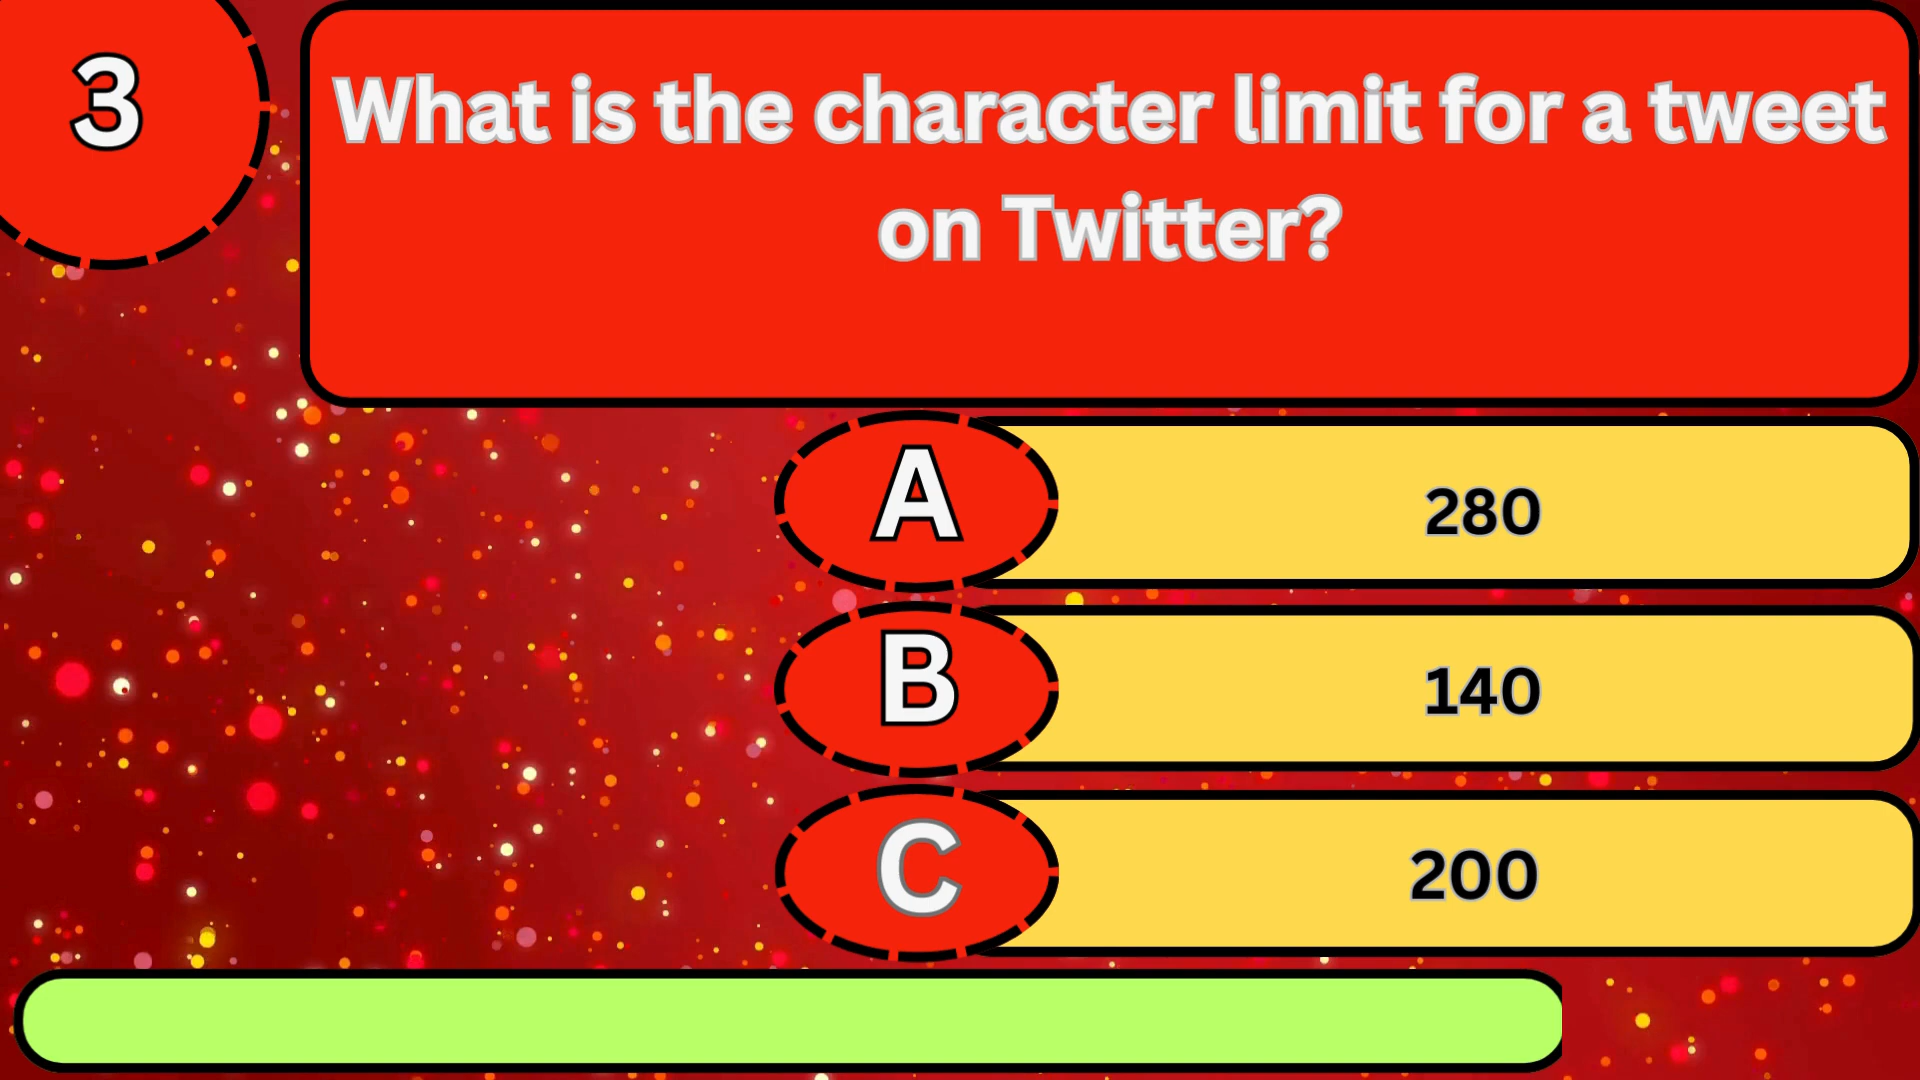 3
What is the character limit for a tweet
on Twitter?
A
280
B
140
C
200